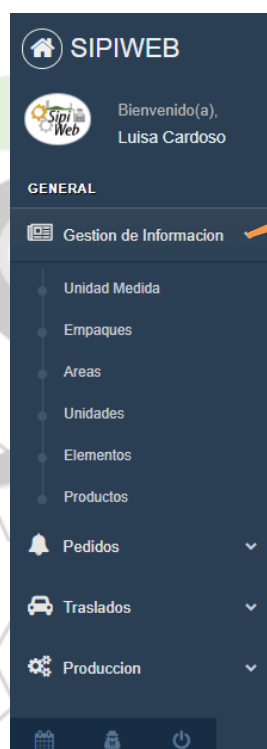 SIPIWEB
Sipi
Web
Bienvenido(a),
Luisa Cardoso
GENERAL
Gestion de Informacion
Unidad Medida
Empaques
Areas
Unidades
Elementos
Productos
Pedidos
Traslados
Produccion